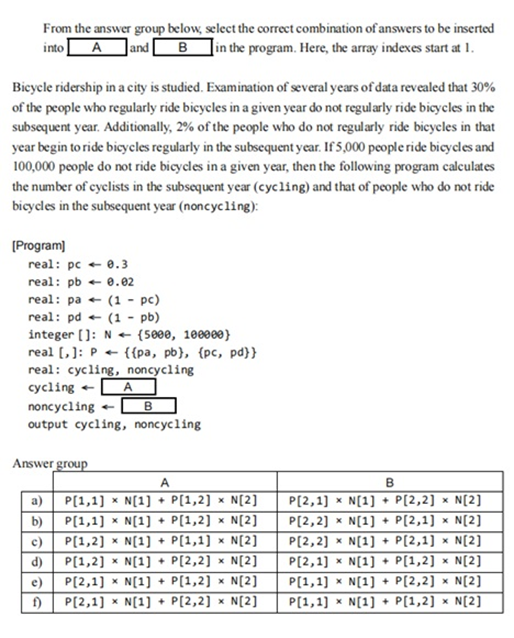 From the answer group below, select the correct combination of answers to be inserted
into A and B in the program. Here, the array indexes start at 1.
Bicycle ridership in a city is studied. Examination of several years of data revealed that 30%
of the people who regularly ride bicycles in a given year do not regularly ride bicycles in the
subsequent year. Additionally, 2% of the people who do not regularly ride bicycles in that
year begin to ride bicycles regularly in the subsequent year. If 5,000 people ride bicycles and
100,000 people do not ride bicycles in a given year, then the following program calculates
the number of cyclists in the subsequent year (cycling) and that of people who do not ride
bicycles in the subsequent year (noncycling):
[Program]
real: pc ← 0.3
real: pb ← 0.02
real: pa ← (1 - pc)
real: pd ← (1 - pb)
integer []: N ← {5000, 100000}
real [,]: P ← {{pa, pb}, {pc, pd}}
real: cycling, noncycling
cycling ← A
noncycling ← B
output cycling, noncycling
Answer group
A B
a) P[1,1] × N[1] + P[1,2] × N[2] P[2,1] × N[1] + P[2,2] × N[2]
b) P[1,1] × N[1] + P[1,2] × N[2] P[2,2] × N[1] + P[2,1] × N[2]
c) P[1,2] × N[1] + P[1,1] × N[2] P[2,2] × N[1] + P[2,1] × N[2]
d) P[1,2] × N[1] + P[2,2] × N[2] P[2,1] × N[1] + P[1,2] × N[2]
e) P[2,1] × N[1] + P[1,2] × N[2] P[1,1] × N[1] + P[2,2] × N[2]
f) P[2,1] × N[1] + P[2,2] × N[2] P[1,1] × N[1] + P[1,2] × N[2]